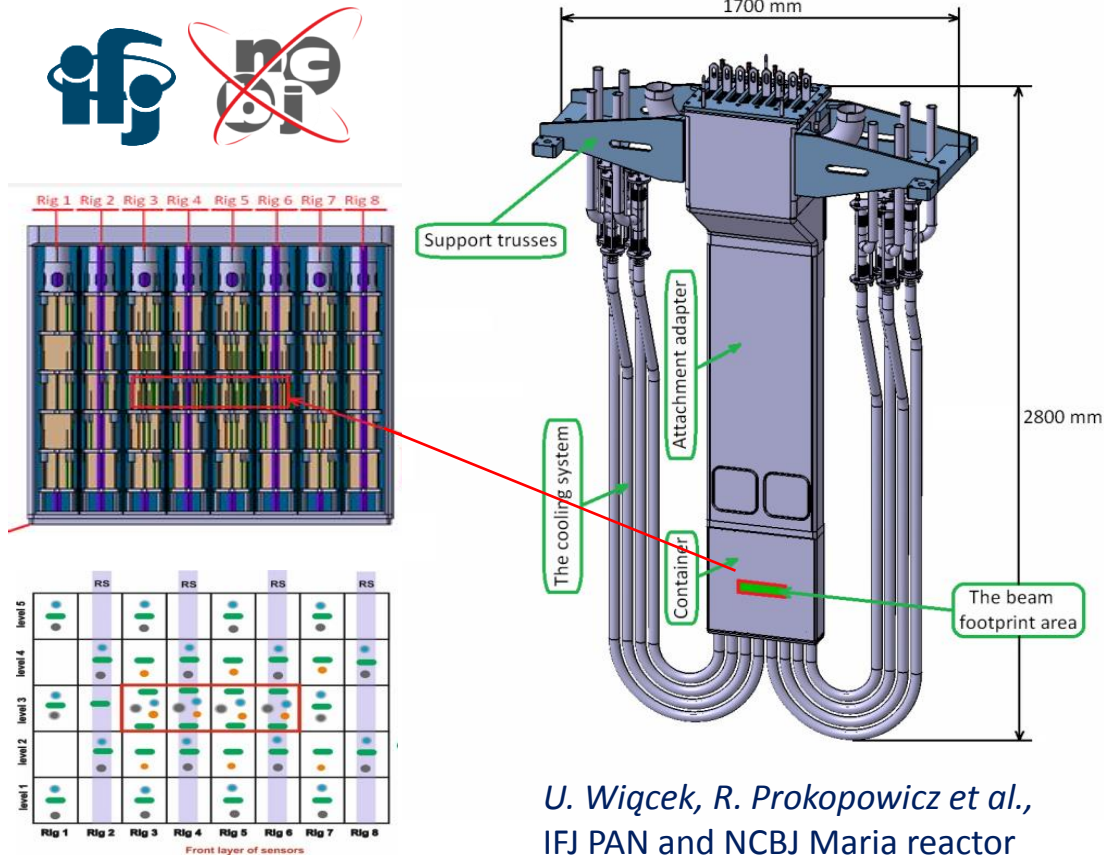 ifj
ncbj
1700 mm
Rig 1 Rig 2 Rig 3 Rig 4 Rig 5 Rig 6 Rig 7 Rig 8
Support trusses
Attachment adapter
2800 mm
The cooling system
Container
The beam
footprint area
RS RS RS RS
level 5
level 4
level 3
level 2
level 1
Rig 1 Rig 2 Rig 3 Rig 4 Rig 5 Rig 6 Rig 7 Rig 8
Front layer of sensors
U. Wiącek, R. Prokopowicz et al.,
IFJ PAN and NCBJ Maria reactor